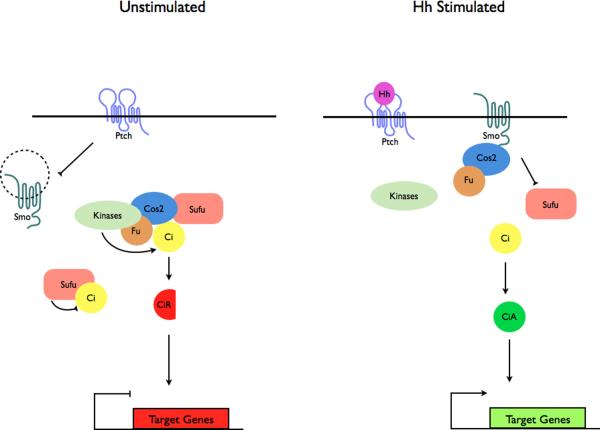 Unstimulated
Hh Stimulated
Hh
Ptch
Ptch
Smo
Cos2
Smo
Fu
Kinases
Sufu
Kinases
Cos2
Sufu
Fu
Ci
Ci
Sufu
Ci
CiR
CiA
Target Genes
Target Genes